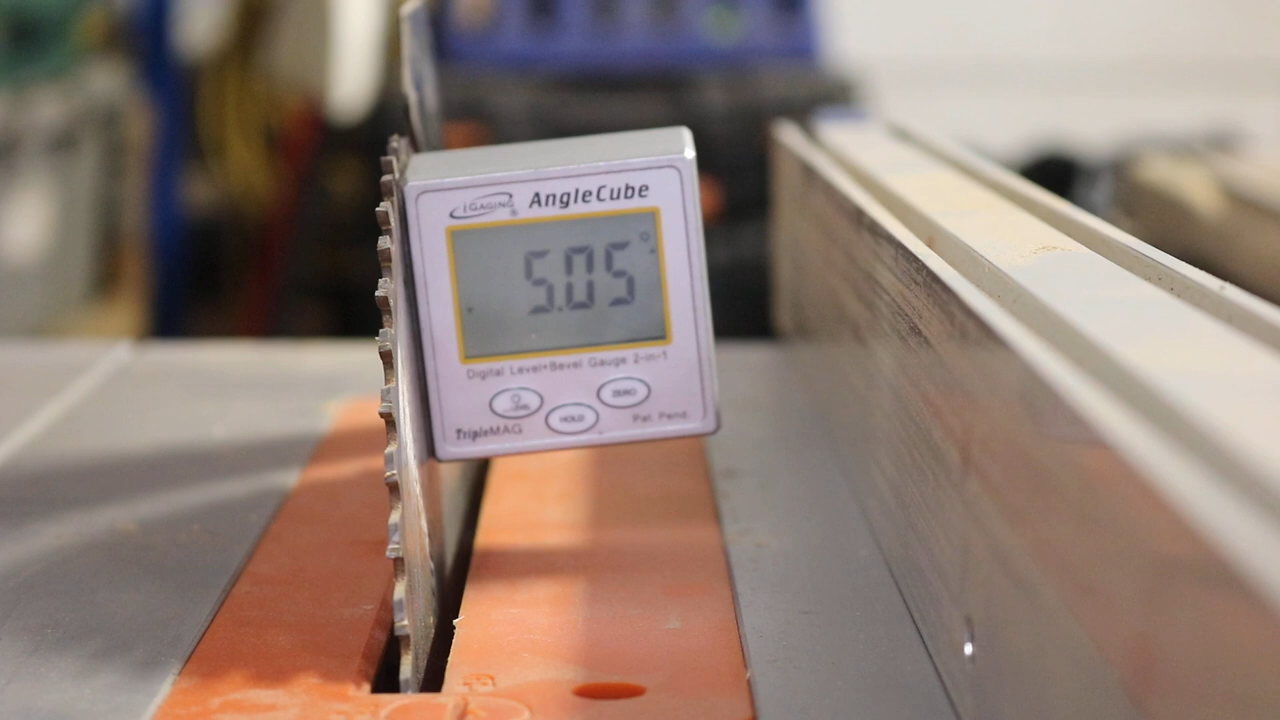 iGAGING® AngleCube
5.05°
Digital Level+Bevel Gauge 2-in-1
ZERO
HOLD
TripleMAG
Pat. Pend.